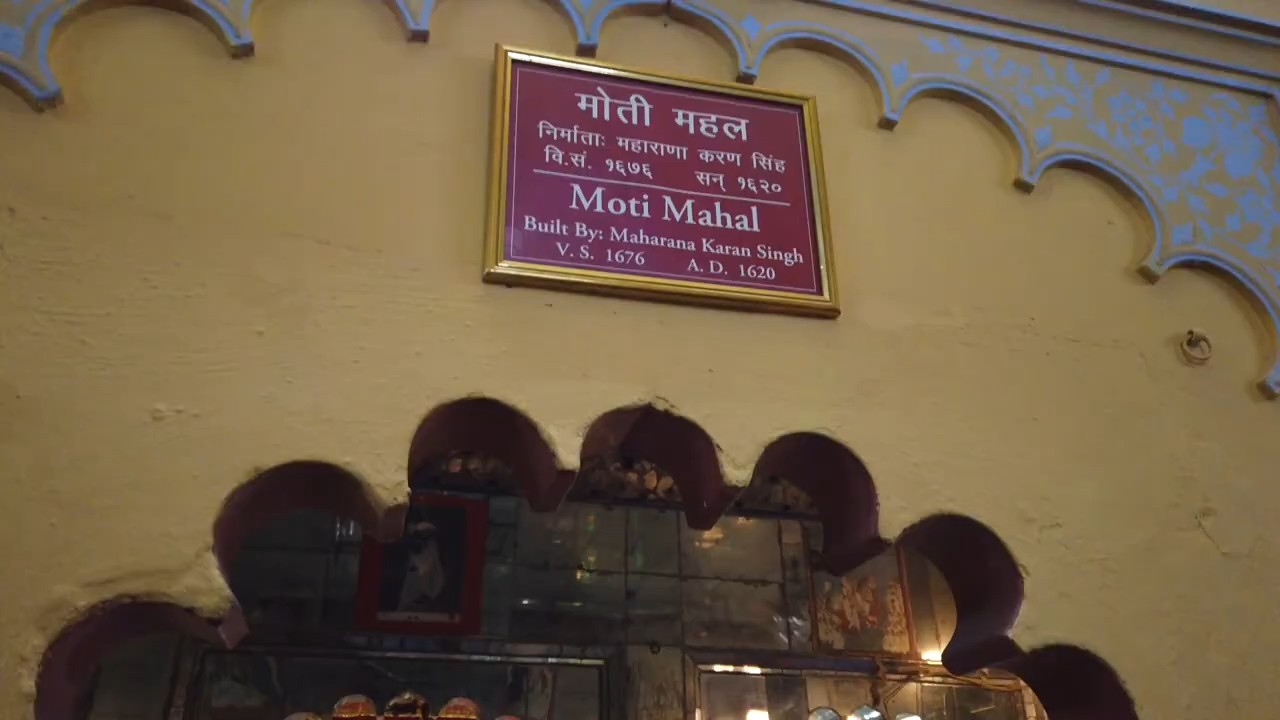 मोती महल
निर्माताः महाराणा करण सिंह
वि.सं. १६७६ सन् १६२०
Moti Mahal
Built By: Maharana Karan Singh
V. S. 1676 A. D. 1620